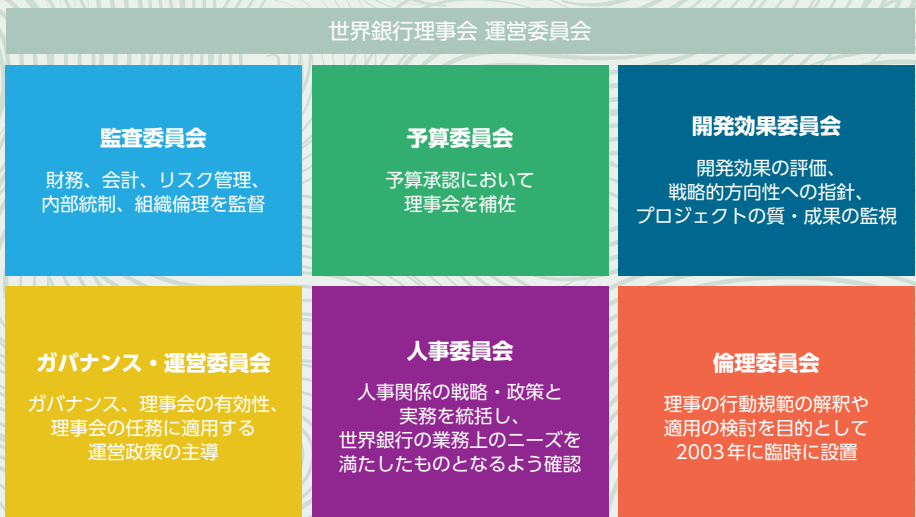 世界銀行理事会 運営委員会
監査委員会
財務、会計、リスク管理、
内部統制、組織倫理を監督
予算委員会
予算承認において
理事会を補佐
開発効果委員会
開発効果の評価、
戦略的方向性への指針、
プロジェクトの質・成果の監視
ガバナンス・運営委員会
ガバナンス、理事会の有効性、
理事会の任務に適用する
運営政策の主導
人事委員会
人事関係の戦略・政策と
実務を統括し、
世界銀行の業務上のニーズを
満たしたものとなるよう確認
倫理委員会
理事の行動規範の解釈や
適用の検討を目的として
2003年に臨時に設置